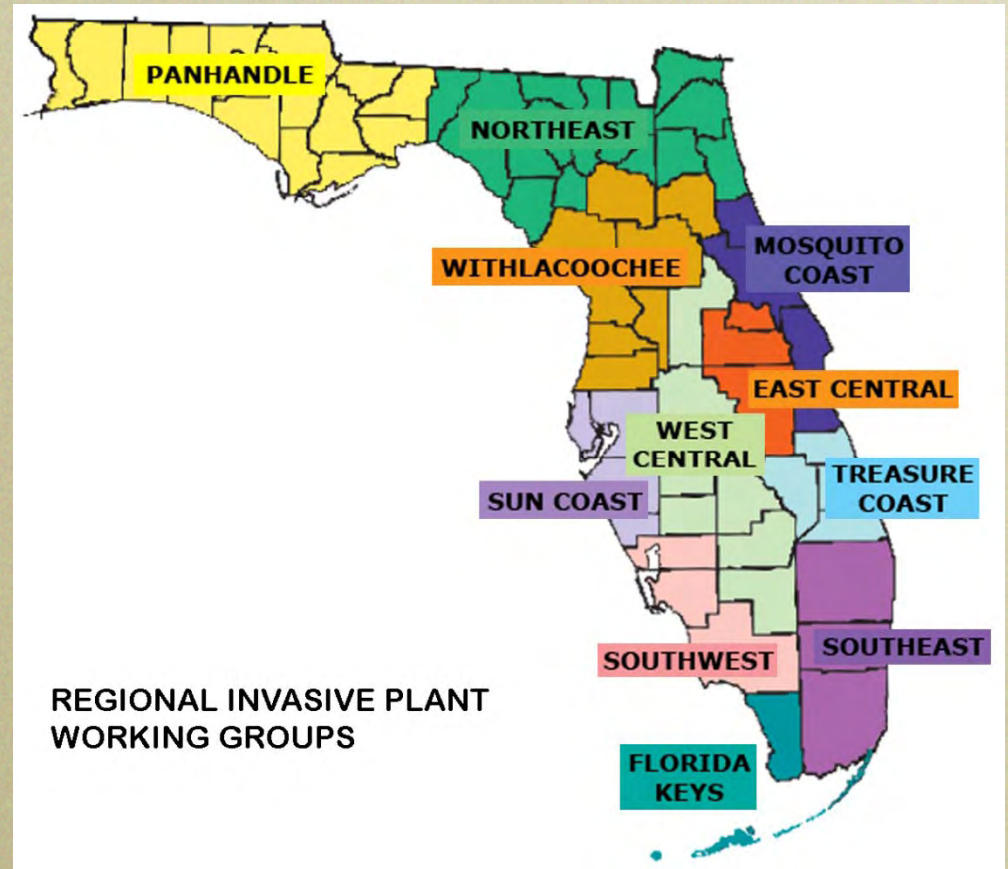 PANHANDLE
NORTHEAST
WITHLACOOCHEE
MOSQUITO
COAST
EAST CENTRAL
WEST
CENTRAL
TREASURE
COAST
SUN COAST
SOUTHWEST
SOUTHEAST
FLORIDA
KEYS
REGIONAL INVASIVE PLANT
WORKING GROUPS